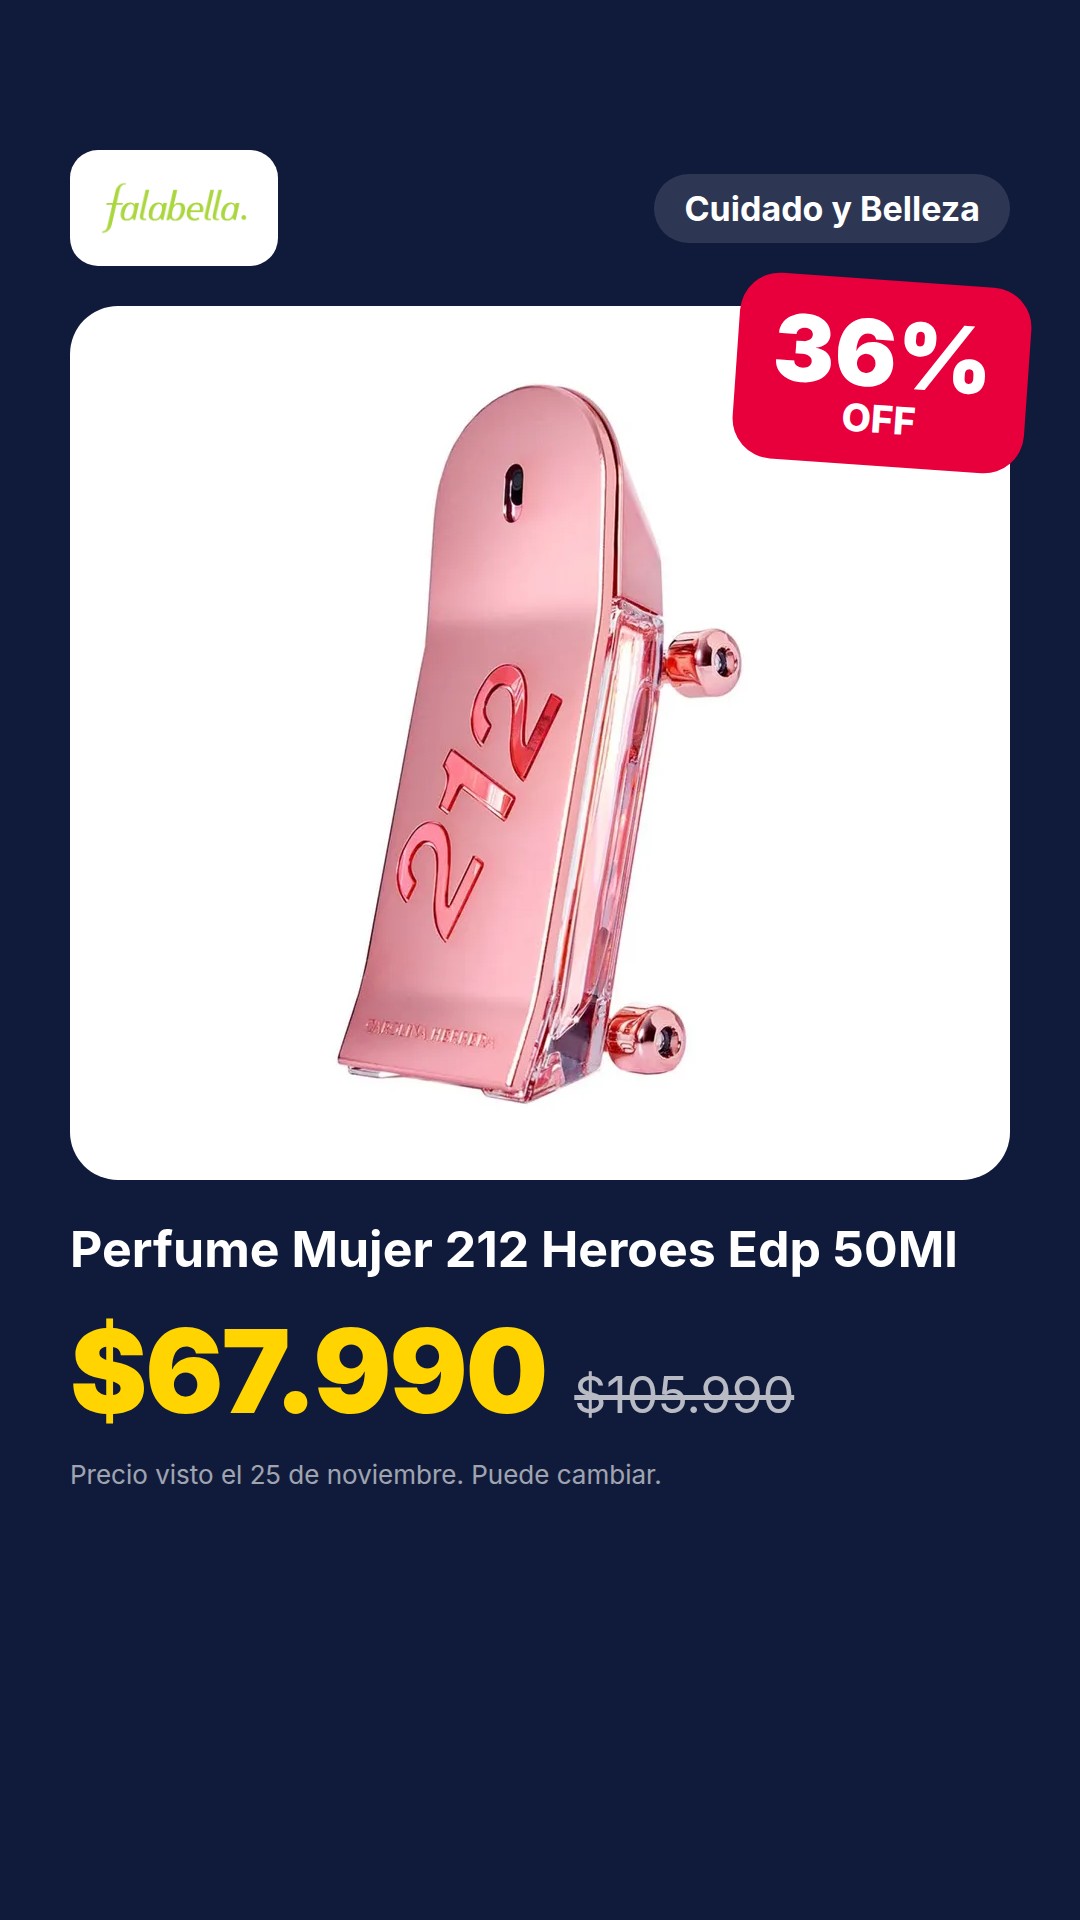 falabella.
Cuidado y Belleza
36%
OFF
212
CAROLINA HERRERA
Perfume Mujer 212 Heroes Edp 50Ml
$67.990 $105.990
Precio visto el 25 de noviembre. Puede cambiar.